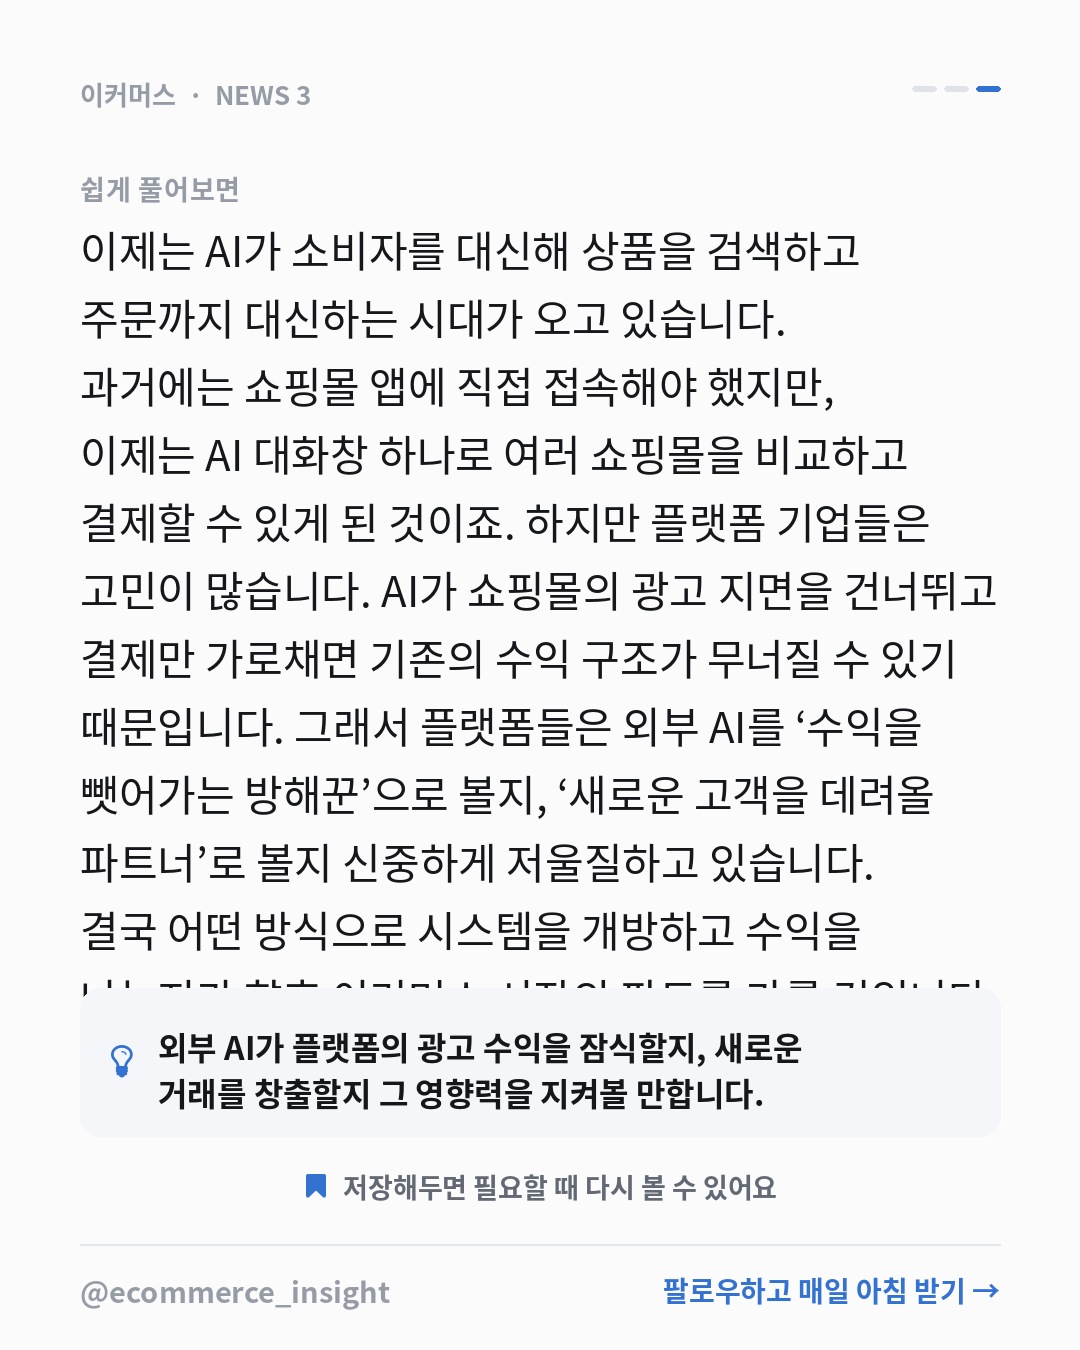 이커머스 · NEWS 3
쉽게 풀어보면
이제는 AI가 소비자를 대신해 상품을 검색하고
주문까지 대신하는 시대가 오고 있습니다.
과거에는 쇼핑몰 앱에 직접 접속해야 했지만,
이제는 AI 대화창 하나로 여러 쇼핑몰을 비교하고
결제할 수 있게 된 것이죠. 하지만 플랫폼 기업들은
고민이 많습니다. AI가 쇼핑몰의 광고 지면을 건너뛰고
결제만 가로채면 기존의 수익 구조가 무너질 수 있기
때문입니다. 그래서 플랫폼들은 외부 AI를 ‘수익을
뺏어가는 방해꾼’으로 볼지, ‘새로운 고객을 데려올
파트너’로 볼지 신중하게 저울질하고 있습니다.
결국 어떤 방식으로 시스템을 개방하고 수익을
외부 AI가 플랫폼의 광고 수익을 잠식할지, 새로운
거래를 창출할지 그 영향력을 지켜볼 만합니다.
저장해두면 필요할 때 다시 볼 수 있어요
@ecommerce_insight
팔로우하고 매일 아침 받기 →